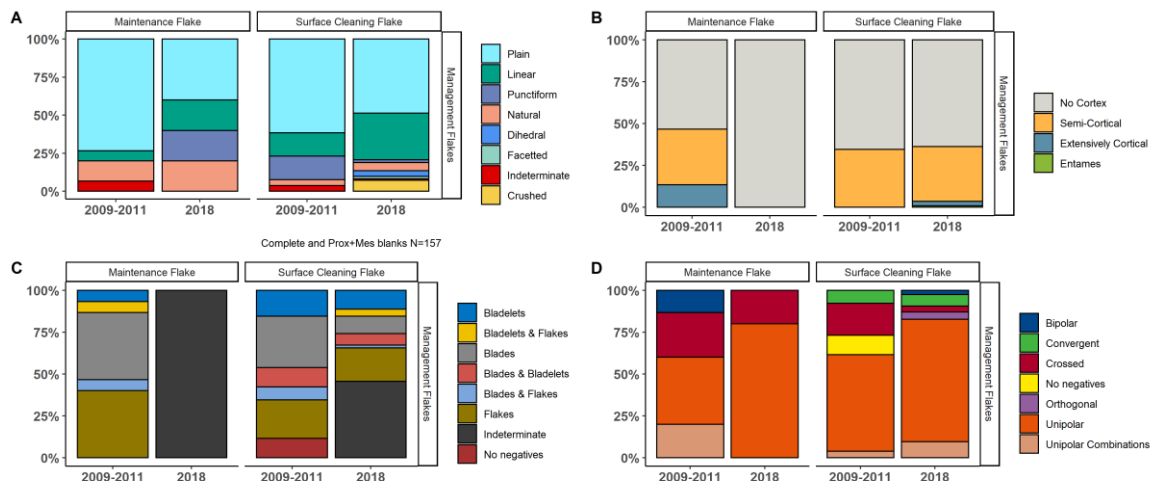 A
Maintenance Flake
Surface Cleaning Flake
100%
75%
50%
25%
0%
2009-2011
2018
2009-2011
2018
Management Flakes
Plain
Linear
Punctiform
Natural
Dihedral
Facetted
Indeterminate
Crushed
Complete and Prox+Mes blanks N=157
B
Maintenance Flake
Surface Cleaning Flake
100%
75%
50%
25%
0%
2009-2011
2018
2009-2011
2018
Management Flakes
No Cortex
Semi-Cortical
Extensively Cortical
Entames
C
Maintenance Flake
Surface Cleaning Flake
100%
75%
50%
25%
0%
2009-2011
2018
2009-2011
2018
Management Flakes
Bladelets
Bladelets & Flakes
Blades
Blades & Bladelets
Blades & Flakes
Flakes
Indeterminate
No negatives
D
Maintenance Flake
Surface Cleaning Flake
100%
75%
50%
25%
0%
2009-2011
2018
2009-2011
2018
Management Flakes
Bipolar
Convergent
Crossed
No negatives
Orthogonal
Unipolar
Unipolar Combinations